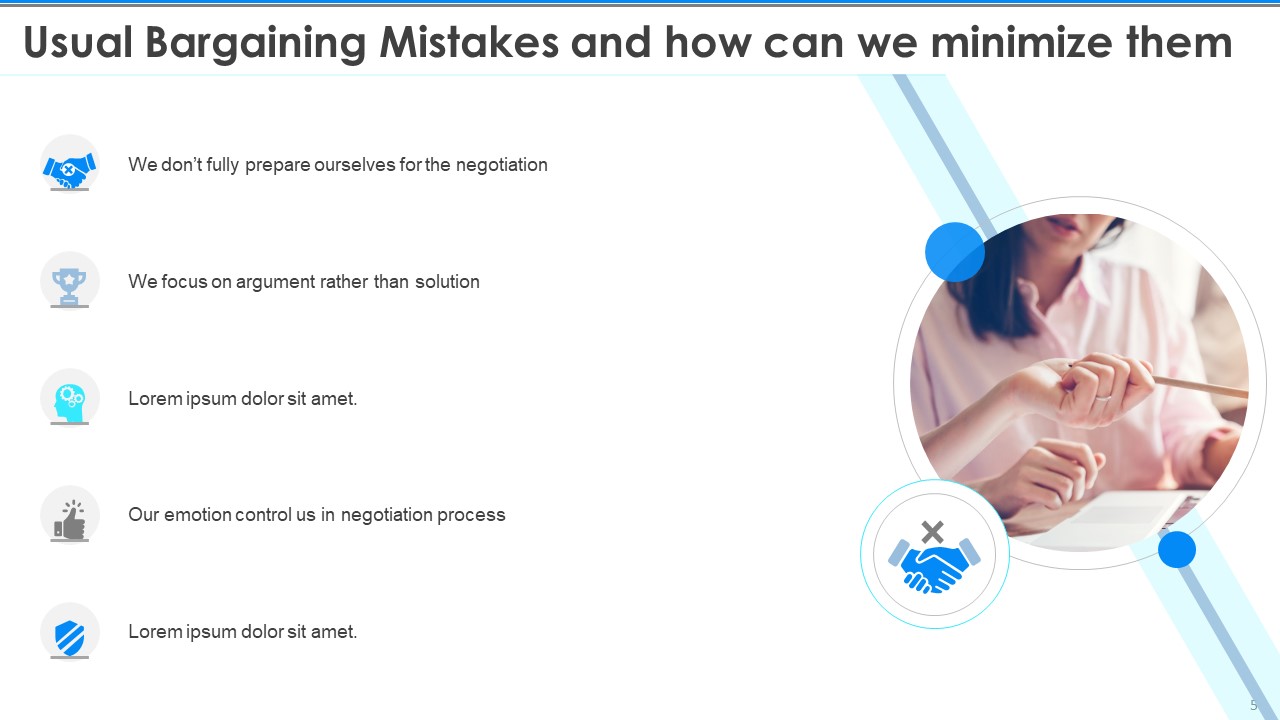 Usual Bargaining Mistakes and how can we minimize them
We don’t fully prepare ourselves for the negotiation
We focus on argument rather than solution
Lorem ipsum dolor sit amet.
Our emotion control us in negotiation process
Lorem ipsum dolor sit amet.
5